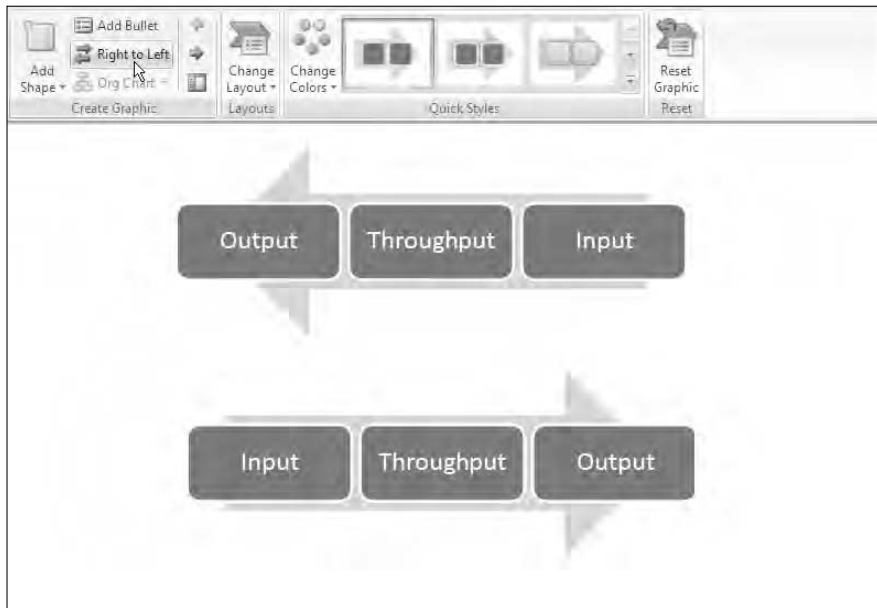 Add Bullet
Right to Left
Add
Shape
Org Chart
Create Graphic
Change
Layout
Layouts
Change
Colors
Quick Styles
Reset
Graphic
Reset
Output Throughput Input
Input Throughput Output